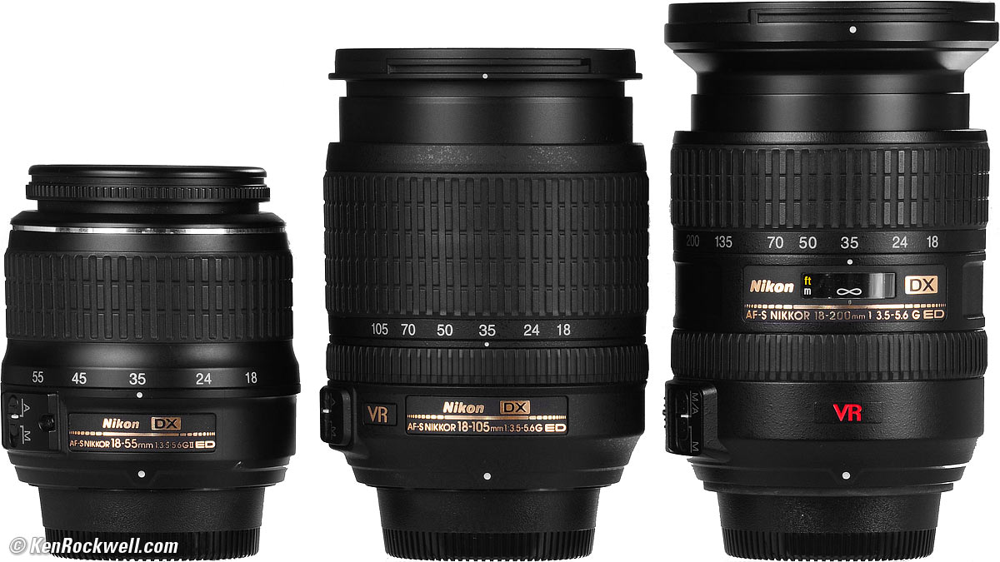 55 45 35 24 18
A
M
Nikon DX
AF-S NIKKOR 18-55mm 1:3.5-5.6GII ED
105 70 50 35 24 18
VR
Nikon DX
AF-S NIKKOR 18-105mm 1:3.5-5.6G ED
200 135 70 50 35 24 18
Nikon ft m ∞ DX
AF-S NIKKOR 18-200mm 1:3.5-5.6 G ED
M/A
M
VR
© KenRockwell.com